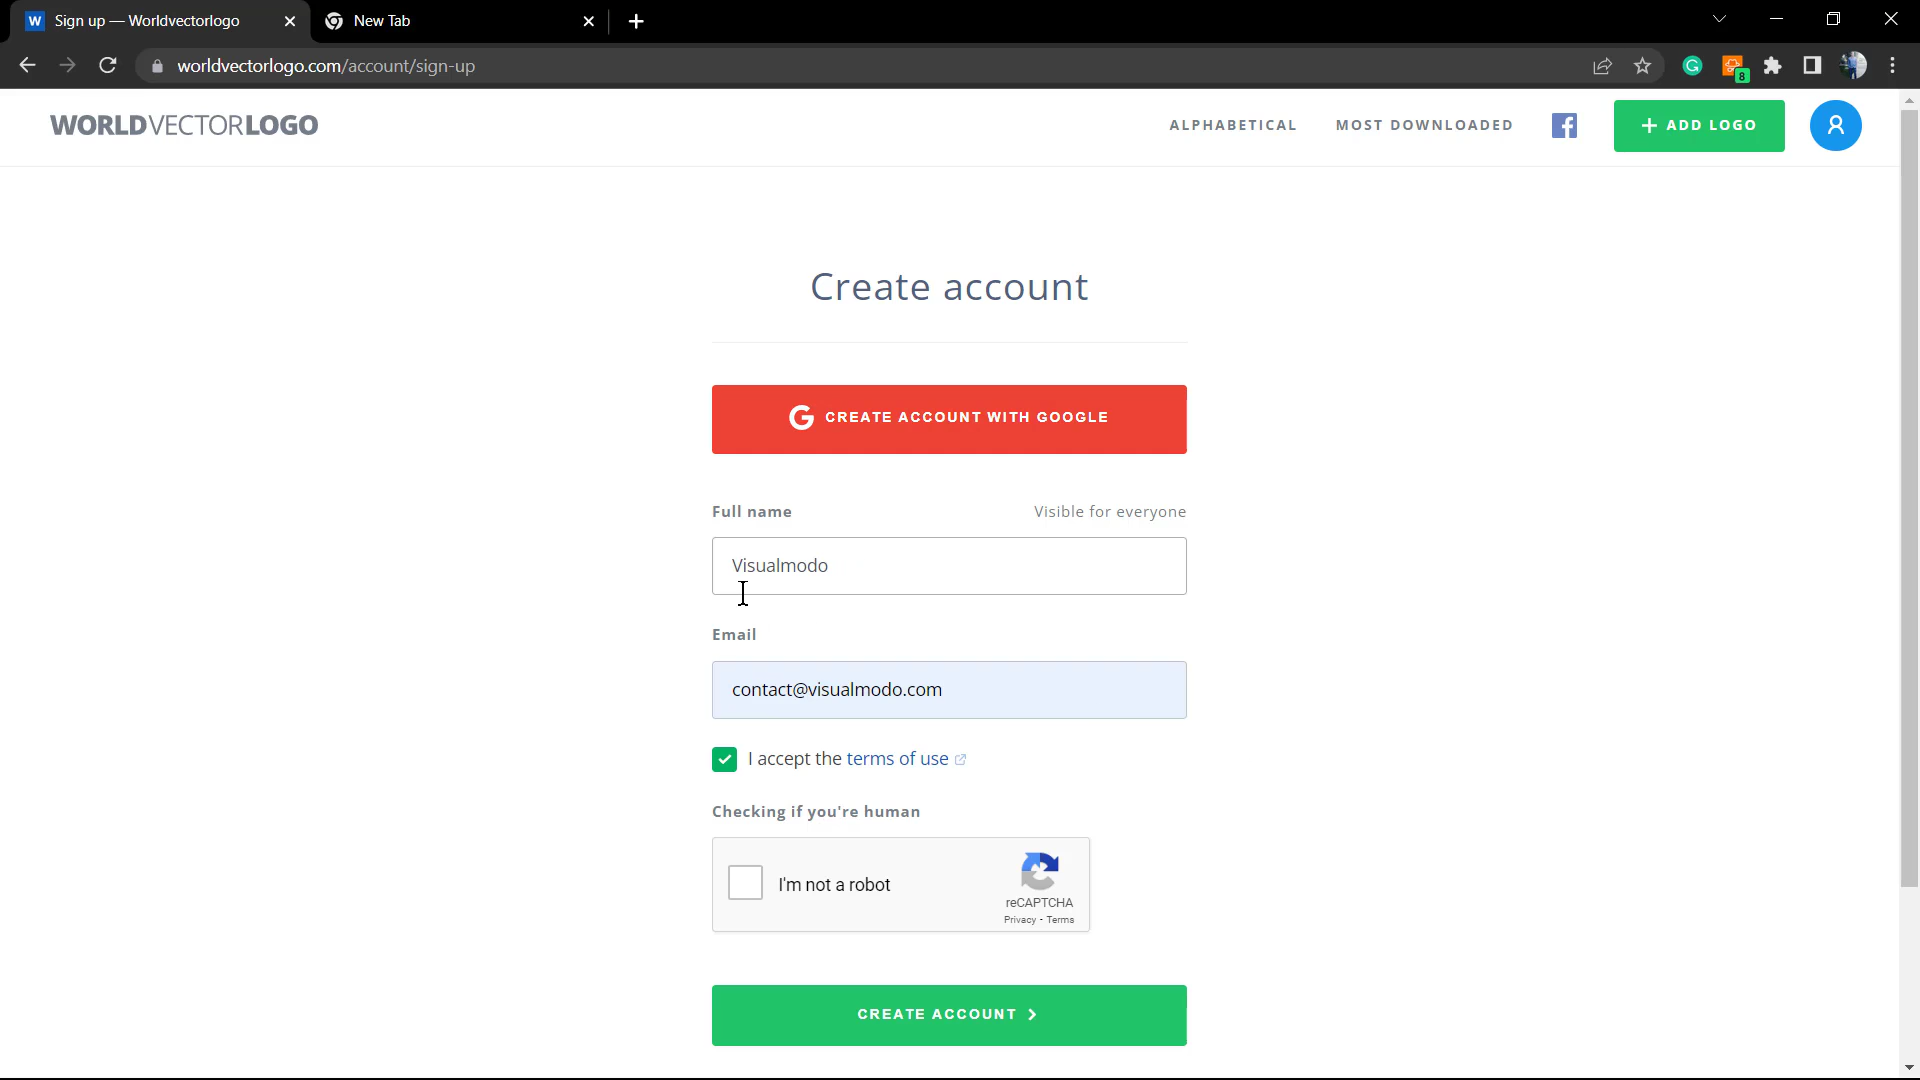 Sign up — Worldvectorlogo
New Tab
worldvectorlogo.com/account/sign-up
8
WORLDVECTORLOGO
ALPHABETICAL
MOST DOWNLOADED
+ ADD LOGO
Create account
CREATE ACCOUNT WITH GOOGLE
Full name
Visible for everyone
Visualmodo
Email
contact@visualmodo.com
I accept the terms of use
Checking if you're human
I'm not a robot
reCAPTCHA
Privacy - Terms
CREATE ACCOUNT